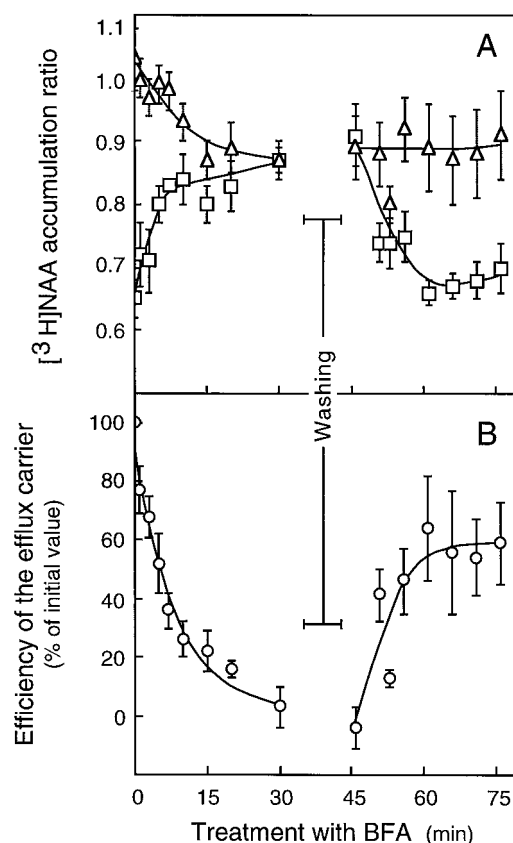 A
1.1
1.0
0.9
0.8
0.7
0.6
[³H]NAA accumulation ratio
Washing
B
100
80
60
40
20
0
Efficiency of the efflux carrier
(% of initial value)
0 15 30 45 60 75
Treatment with BFA (min)